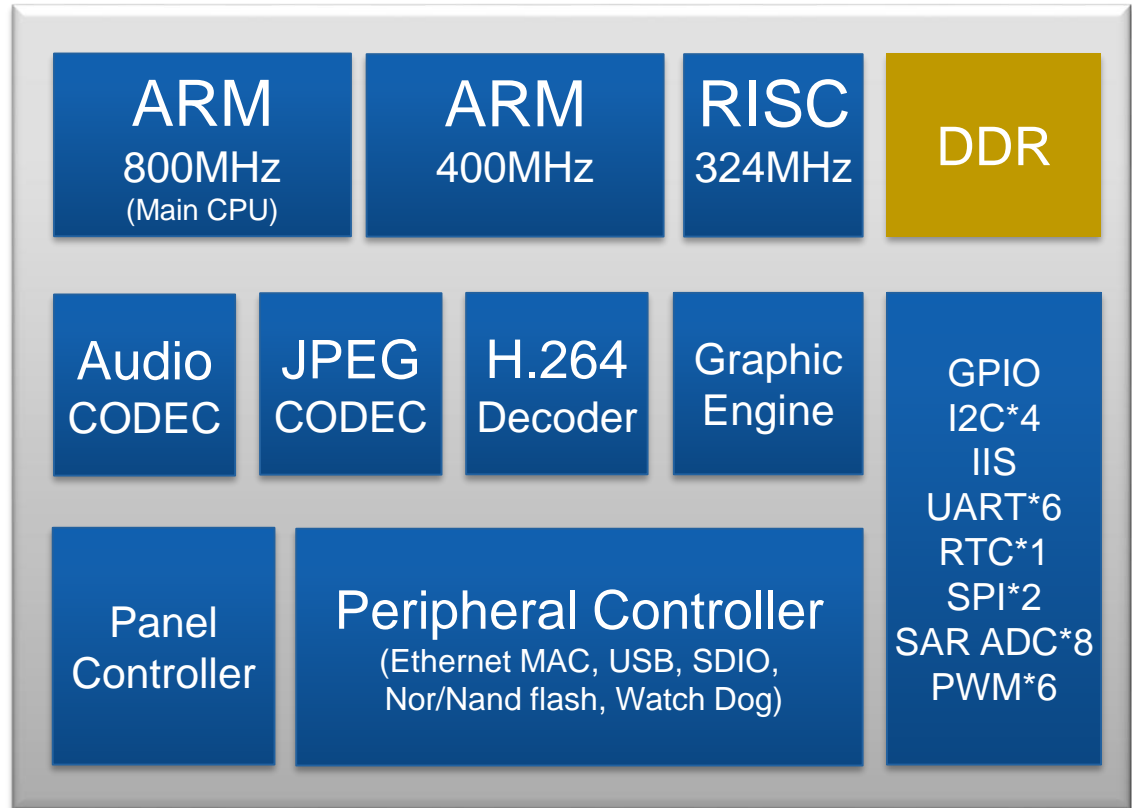 ARM
800MHz
(Main CPU)
ARM
400MHz
RISC
324MHz
DDR
Audio
CODEC
JPEG
CODEC
H.264
Decoder
Graphic
Engine
GPIO
I2C*4
IIS
UART*6
RTC*1
SPI*2
SAR ADC*8
PWM*6
Panel
Controller
Peripheral Controller
(Ethernet MAC, USB, SDIO,
Nor/Nand flash, Watch Dog)